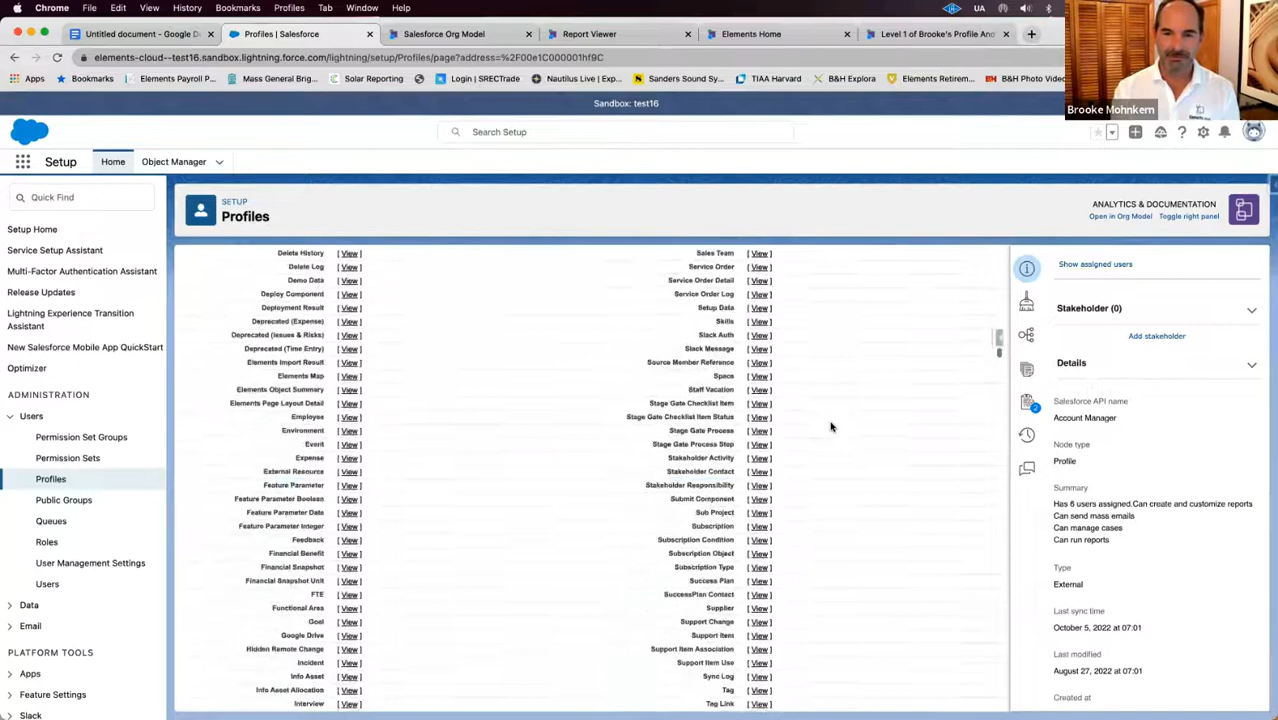 Chrome File Edit View History Bookmarks Profiles Tab Window Help UA
Untitled document - Google D
Profiles | Salesforce
Salesforce Org Model
Report Viewer
Elements Home
Level 1 of Brooke's Profile And
elements-cloud--test16.sandbox.lightning.force.com
Apps
Bookmarks
Elements Payroll P...
Mass General Brig...
Solar Reporting
Logon | SRECTrade
Nautilus Live | Exp...
Sanders Sound Sy...
TIAA Harvard
B&H Explora
Elements Retirem...
B&H Photo Video
Brooke Mohnkern
Sandbox: test16
Search Setup
Setup
Home
Object Manager
Quick Find
Setup Home
Service Setup Assistant
Multi-Factor Authentication Assistant
Release Updates
Lightning Experience Transition
Assistant
New Salesforce Mobile App QuickStart
Optimizer
ADMINISTRATION
Users
Permission Set Groups
Permission Sets
Profiles
Public Groups
Queues
Roles
User Management Settings
Users
Data
Email
PLATFORM TOOLS
Apps
Feature Settings
Slack
SETUP
Profiles
ANALYTICS & DOCUMENTATION
Open in Org Model Toggle right panel
Delete History [ View ]
Delete Log [ View ]
Demo Data [ View ]
Deploy Component [ View ]
Deployment Result [ View ]
Deprecated (Expense) [ View ]
Deprecated (Issues & Risks) [ View ]
Deprecated (Time Entry) [ View ]
Elements Import Result [ View ]
Elements Map [ View ]
Elements Object Summary [ View ]
Elements Page Layout Detail [ View ]
Employee [ View ]
Environment [ View ]
Event [ View ]
Expense [ View ]
External Resource [ View ]
Feature Parameter [ View ]
Feature Parameter Boolean [ View ]
Feature Parameter Date [ View ]
Feature Parameter Integer [ View ]
Feedback [ View ]
Financial Benefit [ View ]
Financial Snapshot [ View ]
Financial Snapshot Unit [ View ]
FTE [ View ]
Functional Area [ View ]
Goal [ View ]
Google Drive [ View ]
Hidden Remote Change [ View ]
Incident [ View ]
Info Asset [ View ]
Info Asset Allocation [ View ]
Interview [ View ]
Sales Team [ View ]
Service Order [ View ]
Service Order Detail [ View ]
Service Order Log [ View ]
Setup Data [ View ]
Skills [ View ]
Slack Auth [ View ]
Slack Message [ View ]
Source Member Reference [ View ]
Space [ View ]
Staff Vacation [ View ]
Stage Gate Checklist Item [ View ]
Stage Gate Checklist Item Status [ View ]
Stage Gate Process [ View ]
Stage Gate Process Step [ View ]
Stakeholder Activity [ View ]
Stakeholder Contact [ View ]
Stakeholder Responsibility [ View ]
Submit Component [ View ]
Sub Project [ View ]
Subscription [ View ]
Subscription Condition [ View ]
Subscription Object [ View ]
Subscription Type [ View ]
Success Plan [ View ]
SuccessPlan Contact [ View ]
Supplier [ View ]
Support Change [ View ]
Support Item [ View ]
Support Item Association [ View ]
Support Item Use [ View ]
Sync Log [ View ]
Tag [ View ]
Tag Link [ View ]
Show assigned users
Stakeholder (0)
Add stakeholder
Details
Salesforce API name
Account Manager
Node type
Profile
Summary
Has 6 users assigned.Can create and customize reports
Can send mass emails
Can manage cases
Can run reports
Type
External
Last sync time
October 5, 2022 at 07:01
Last modified
August 27, 2022 at 07:01
Created at